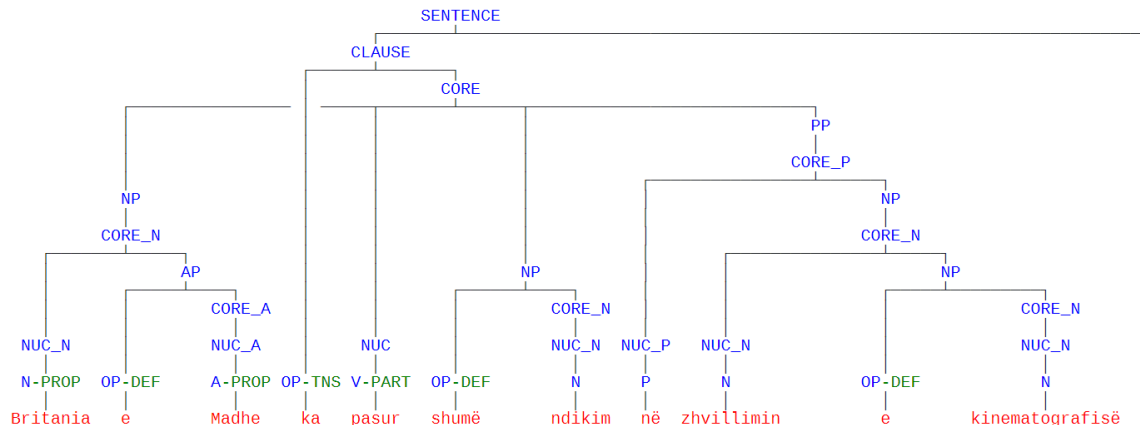 SENTENCE
CLAUSE
CORE
PP
CORE_P
NP NP
CORE_N CORE_N
AP NP NP
CORE_A CORE_N CORE_N
NUC_N NUC_A NUC NUC_N NUC_P NUC_N NUC_N
N-PROP OP-DEF A-PROP OP-TNS V-PART OP-DEF N P N OP-DEF N
Britania e Madhe ka pasur shumë ndikim në zhvillimin e kinematografisë